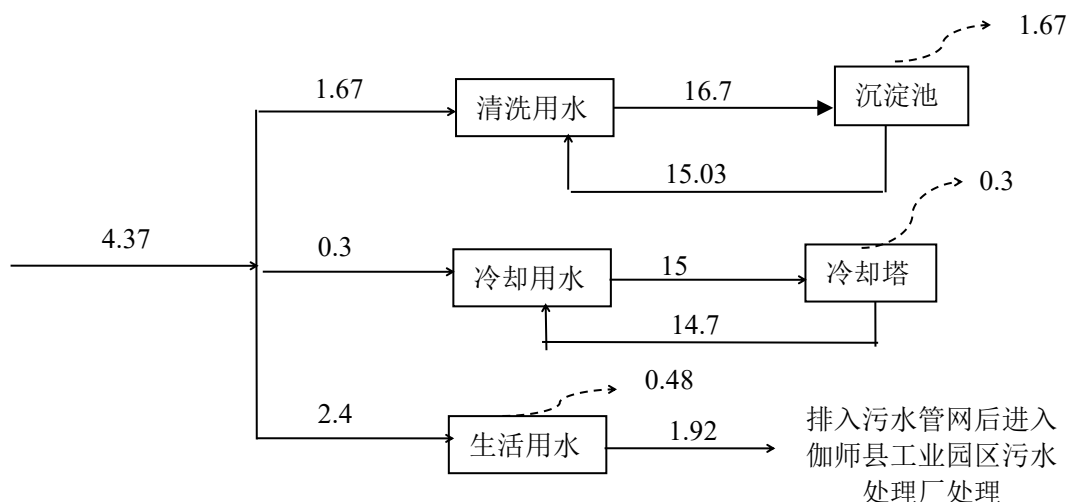 1.67
1.67
清洗用水
16.7
沉淀池
15.03
0.3
4.37
0.3
冷却用水
15
冷却塔
14.7
0.48
2.4
生活用水
1.92
排入污水管网后进入
伽师县工业园区污水
处理厂处理